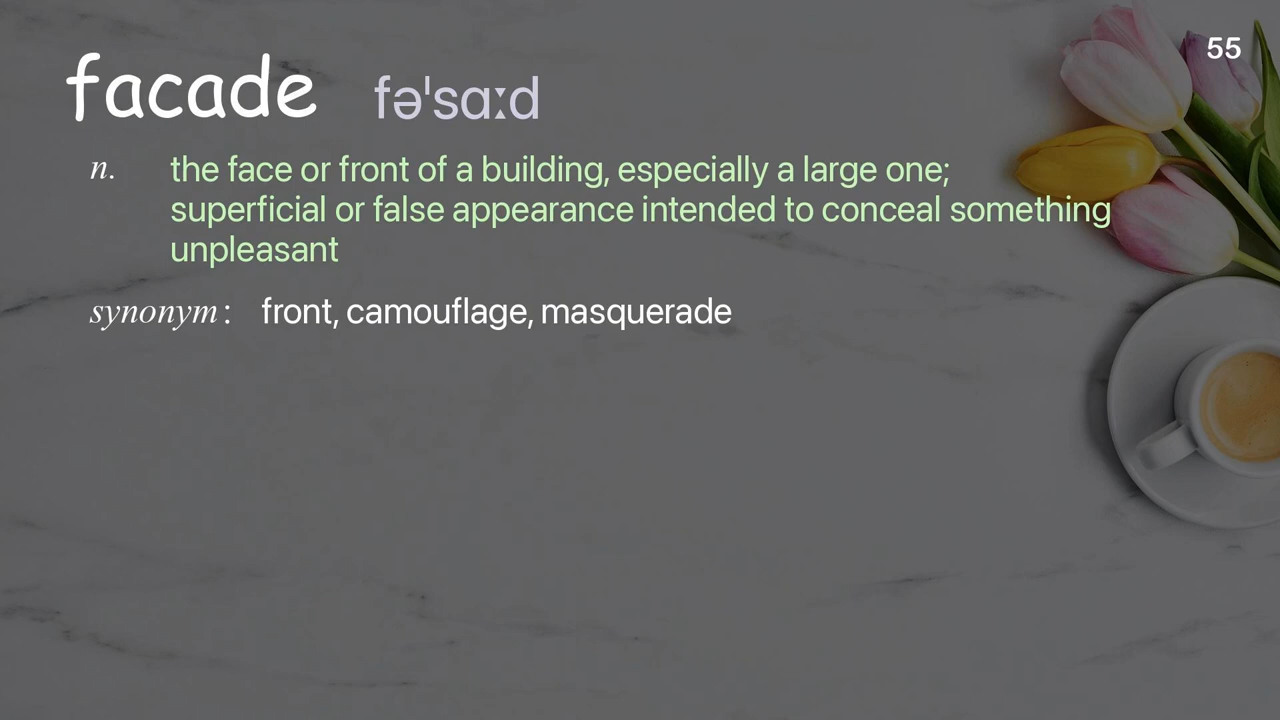 55
facade fə'sɑːd
n. the face or front of a building, especially a large one;
superficial or false appearance intended to conceal something
unpleasant
synonym: front, camouflage, masquerade